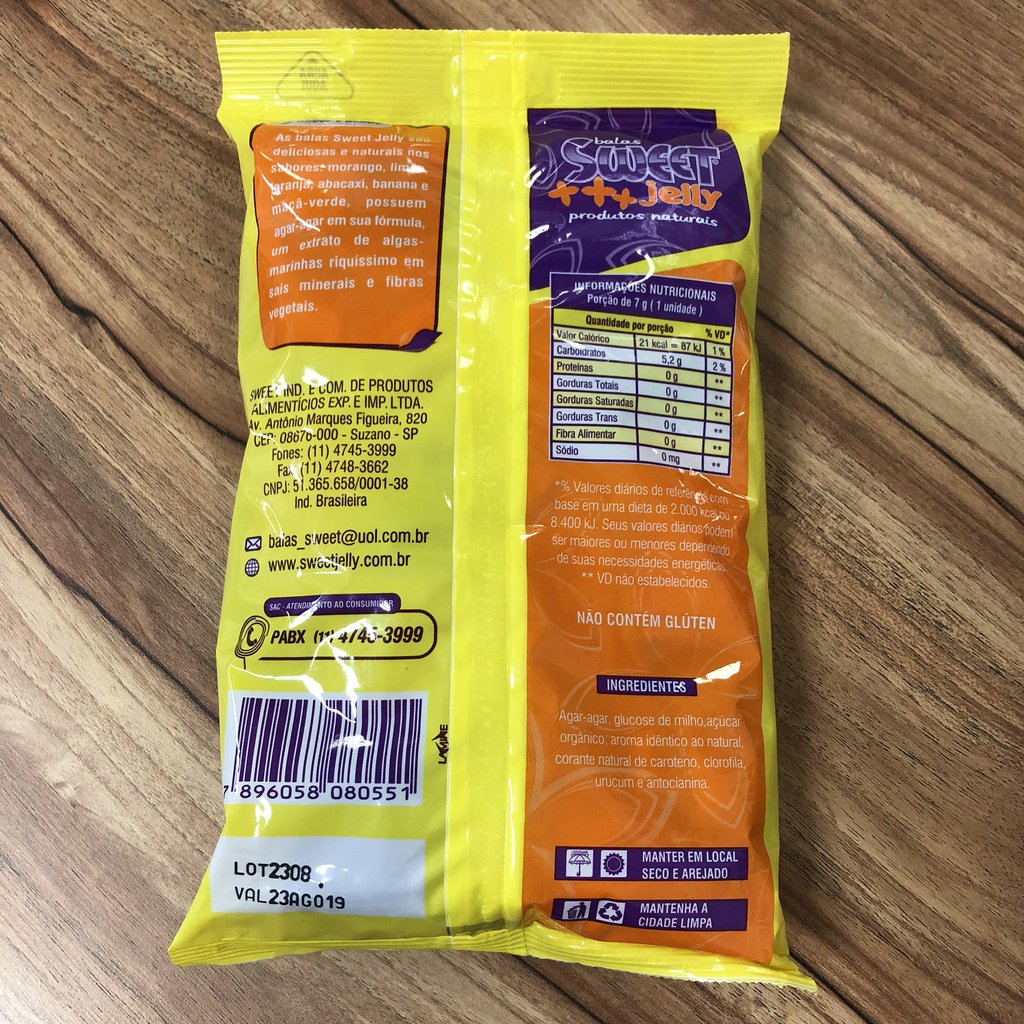 As balas Sweet Jelly são
deliciosas e naturais nos
sabores: morango, limão,
laranja, abacaxi, banana e
maçã-verde, possuem
agar-agar em sua fórmula,
um extrato de algas-
marinhas riquíssimo em
sais minerais e fibras
vegetais.
SWEET IND. E COM. DE PRODUTOS
ALIMENTÍCIOS EXP. E IMP. LTDA.
Av. Antônio Marques Figueira, 820
CEP: 08676-000 - Suzano - SP
Fones: (11) 4745-3999
Fax (11) 4748-3662
CNPJ: 51.365.658/0001-38
Ind. Brasileira
balas_sweet@uol.com.br
www.sweetjelly.com.br
SAC - ATENDIMENTO AO CONSUMIDOR
PABX (11) 4745-3999
7 896058 080551
LOT2308
VAL23AGO19
balas
SWEET
jelly
produtos naturais
INFORMAÇÕES NUTRICIONAIS
Porção de 7 g ( 1 unidade )
Quantidade por porção % VD*
Valor Calórico 21 kcal = 87 kJ 1 %
Carboidratos 5,2 g 2 %
Proteínas 0 g **
Gorduras Totais 0 g **
Gorduras Saturadas 0 g **
Gorduras Trans 0 g **
Fibra Alimentar 0 g **
Sódio 0 mg **
*% Valores diários de referência com
base em uma dieta de 2.000 kcal ou
8.400 kJ. Seus valores diários podem
ser maiores ou menores dependendo
de suas necessidades energéticas.
** VD não estabelecidos.
NÃO CONTÉM GLÚTEN
INGREDIENTES
Agar-agar, glucose de milho,açúcar
orgânico, aroma idêntico ao natural,
corante natural de caroteno, clorofila,
urucum e antocianina.
MANTER EM LOCAL
SECO E AREJADO
MANTENHA A
CIDADE LIMPA